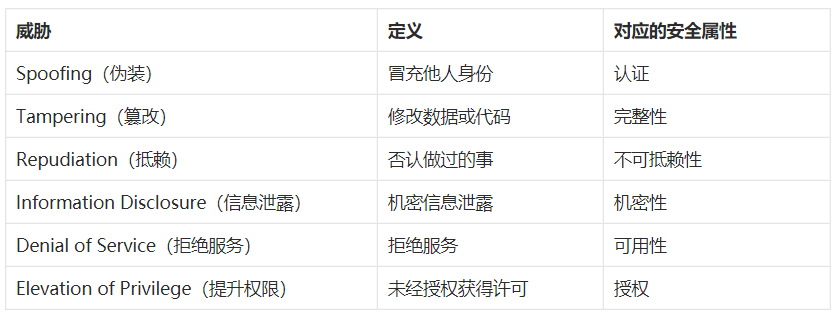 威胁 定义 对应的安全属性
Spoofing（伪装） 冒充他人身份 认证
Tampering（篡改） 修改数据或代码 完整性
Repudiation（抵赖） 否认做过的事 不可抵赖性
Information Disclosure（信息泄露） 机密信息泄露 机密性
Denial of Service（拒绝服务） 拒绝服务 可用性
Elevation of Privilege（提升权限） 未经授权获得许可 授权